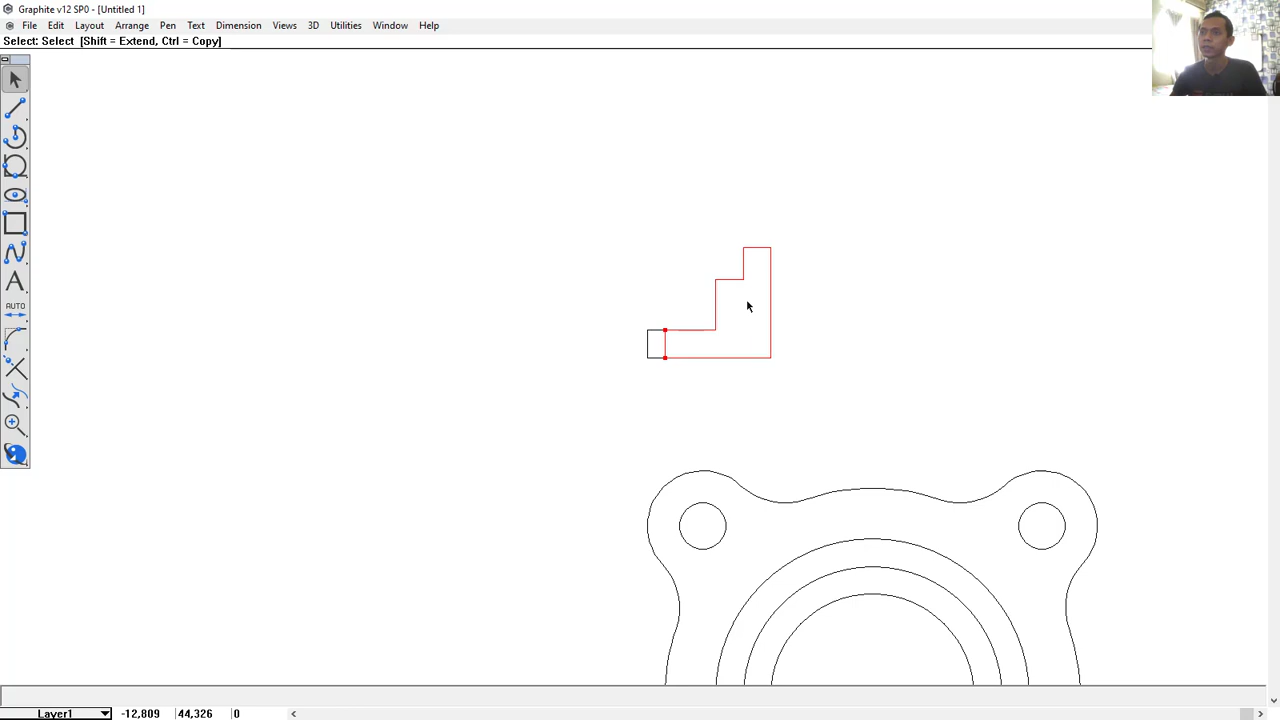 Graphite v12 SP0 - [Untitled 1]
File Edit Layout Arrange Pen Text Dimension Views 3D Utilities Window Help
Select: Select [Shift = Extend, Ctrl = Copy]
A
AUTO
Layer1 -12,809 44,326 0